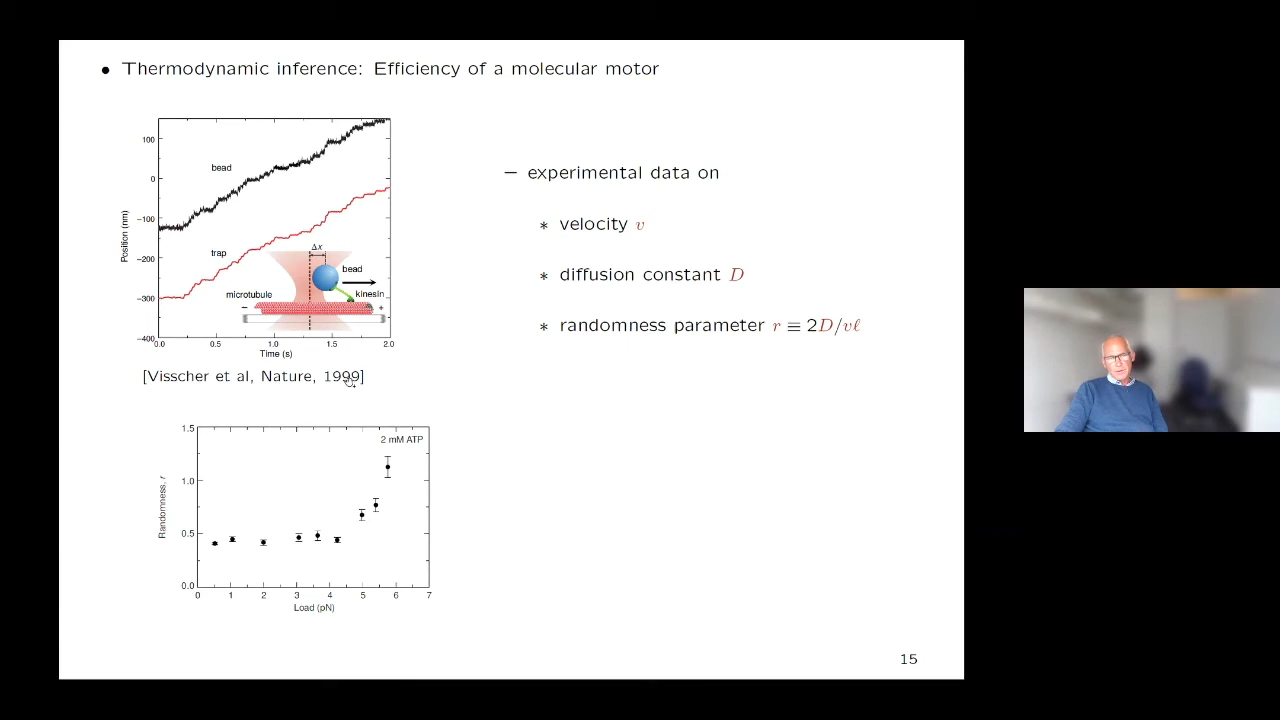 • Thermodynamic inference: Efficiency of a molecular motor
100
0
−100
−200
−300
−400
Position (nm)
bead
trap
Δx
bead
microtubule
kinesin
−
+
0.0 0.5 1.0 1.5 2.0
Time (s)
[Visscher et al, Nature, 1999]
1.5
1.0
0.5
0.0
Randomness, r
2 mM ATP
0 1 2 3 4 5 6 7
Load (pN)
− experimental data on
∗ velocity v
∗ diffusion constant D
∗ randomness parameter r ≡ 2D/vℓ
15